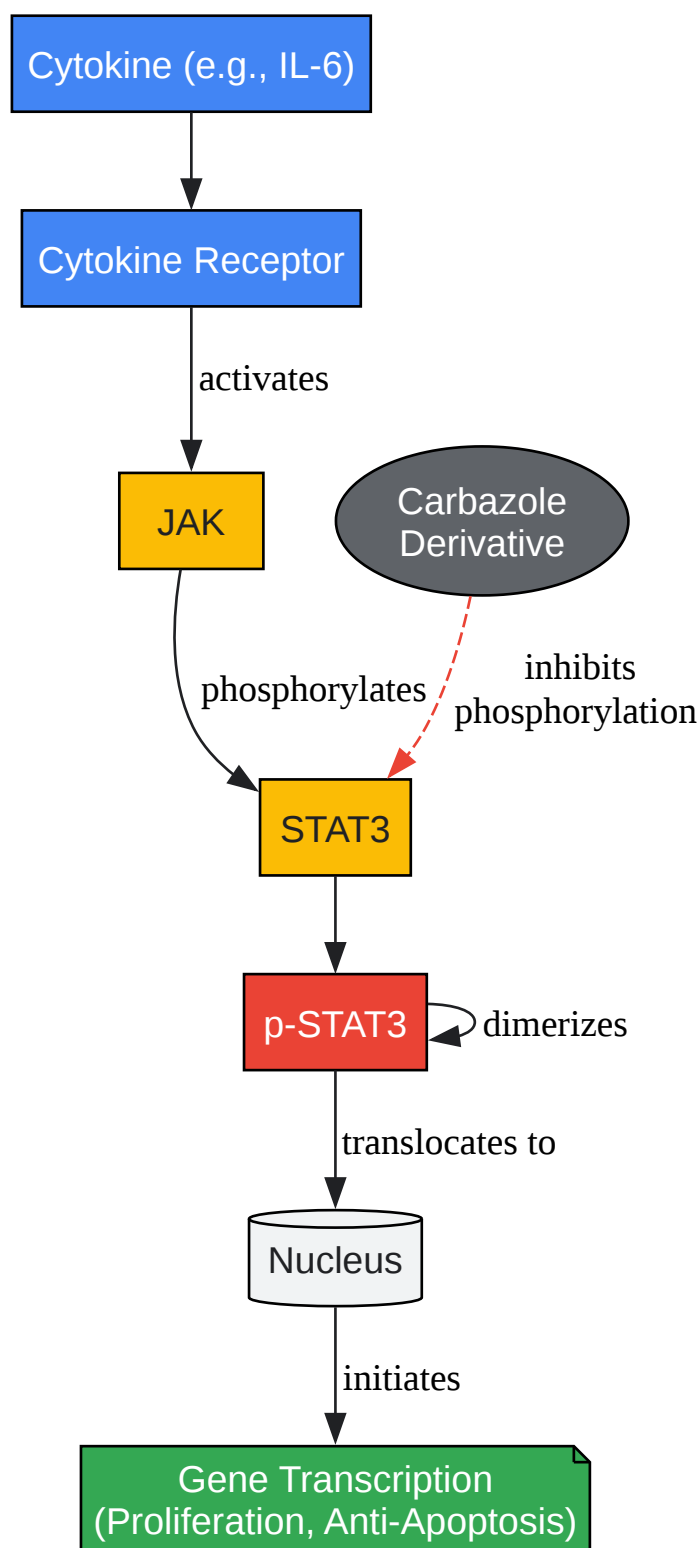 Cytokine (e.g., IL-6)
Cytokine Receptor
activates
JAK
Carbazole
Derivative
phosphorylates
inhibits
phosphorylation
STAT3
p-STAT3
dimerizes
translocates to
Nucleus
initiates
Gene Transcription
(Proliferation, Anti-Apoptosis)